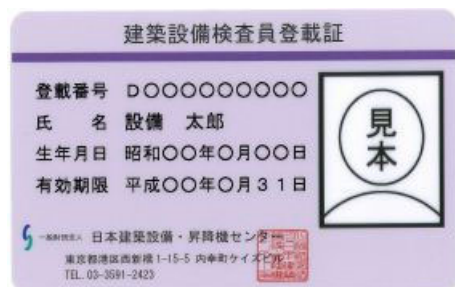 建築設備検査員登載証
登載番号 D〇〇〇〇〇〇〇〇〇
氏 名 設備 太郎
生年月日 昭和〇〇年〇月〇〇日
有効期限 平成〇〇年〇月31日
見本
一般財団法人 日本建築設備・昇降機センター
東京都港区西新橋1-15-5 内幸町ケイズビル
TEL. 03-3591-2423